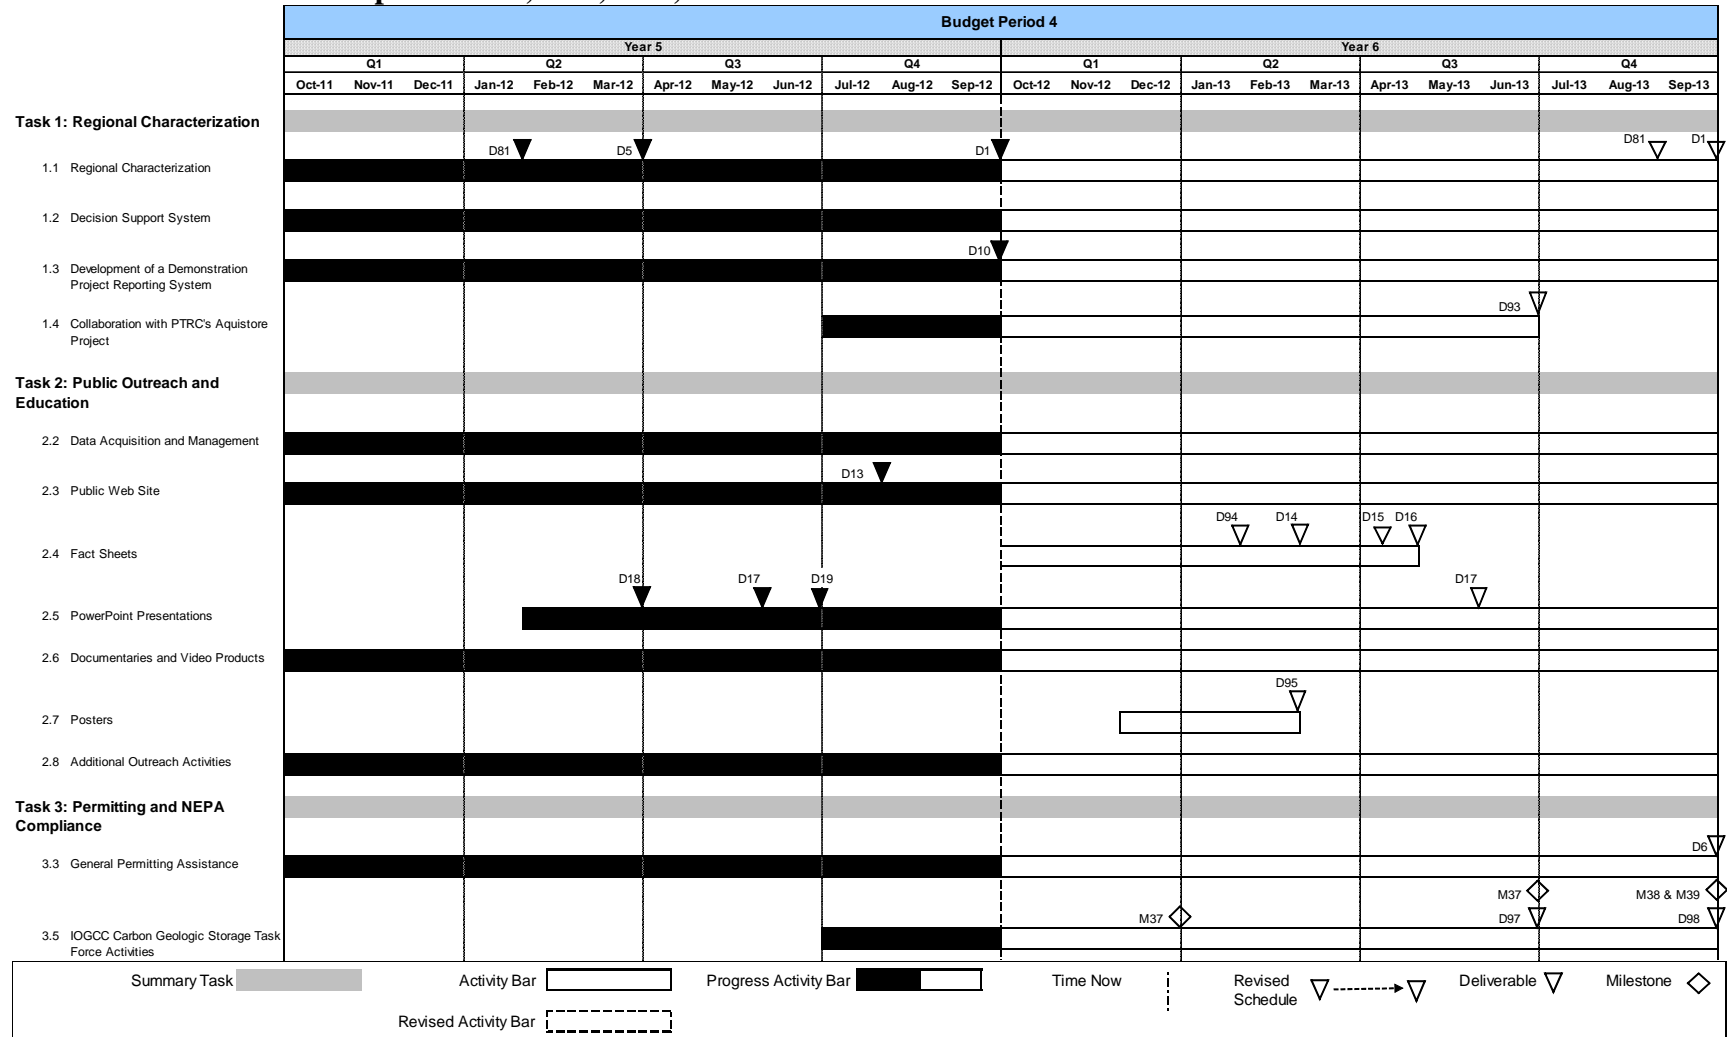 Budget Period 4
Year 5 Year 6
Q1 Q2 Q3 Q4 Q1 Q2 Q3 Q4
Oct-11 Nov-11 Dec-11 Jan-12 Feb-12 Mar-12 Apr-12 May-12 Jun-12 Jul-12 Aug-12 Sep-12 Oct-12 Nov-12 Dec-12 Jan-13 Feb-13 Mar-13 Apr-13 May-13 Jun-13 Jul-13 Aug-13 Sep-13
Task 1: Regional Characterization
D81 D5 D1 D81 D1
1.1 Regional Characterization
1.2 Decision Support System
D10
1.3 Development of a Demonstration
Project Reporting System
D93
1.4 Collaboration with PTRC's Aquistore
Project
Task 2: Public Outreach and
Education
2.2 Data Acquisition and Management
D13
2.3 Public Web Site
D94 D14 D15 D16
2.4 Fact Sheets
D18 D17 D19 D17
2.5 PowerPoint Presentations
2.6 Documentaries and Video Products
D95
2.7 Posters
2.8 Additional Outreach Activities
Task 3: Permitting and NEPA
Compliance
D6
3.3 General Permitting Assistance
M37 M38 & M39
M37 D97 D98
3.5 IOGCC Carbon Geologic Storage Task
Force Activities
Summary Task Activity Bar Progress Activity Bar Time Now Revised Deliverable Milestone
Schedule
Revised Activity Bar